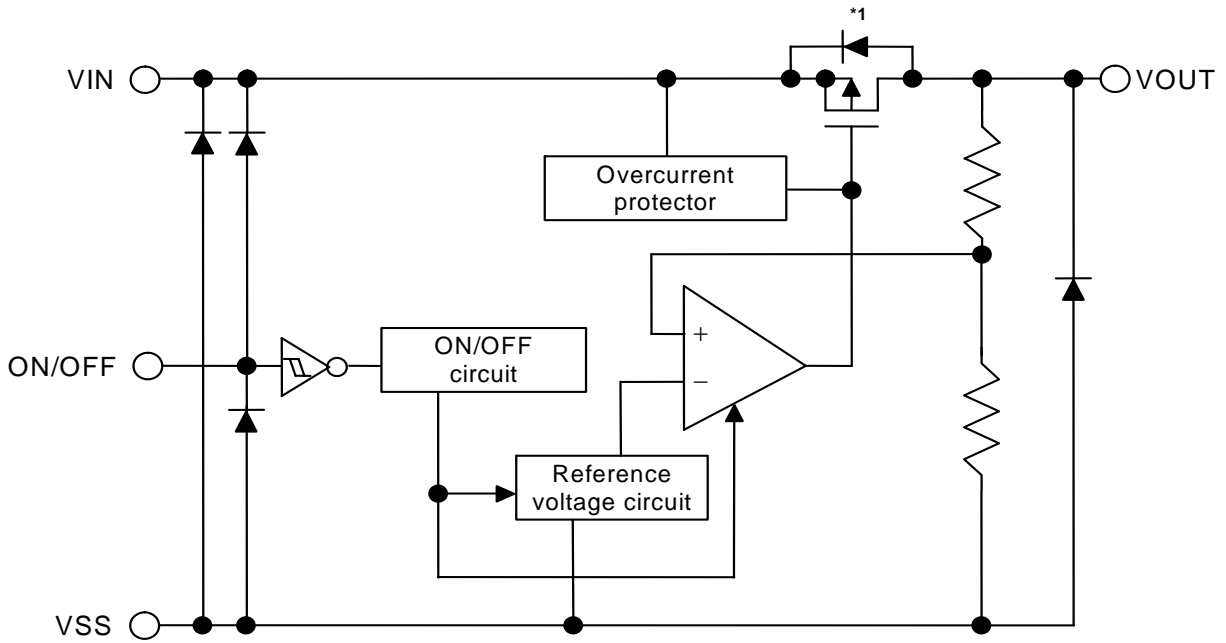 *1
VIN
VOUT
Overcurrent
protector
+
−
ON/OFF
ON/OFF
circuit
Reference
voltage circuit
VSS